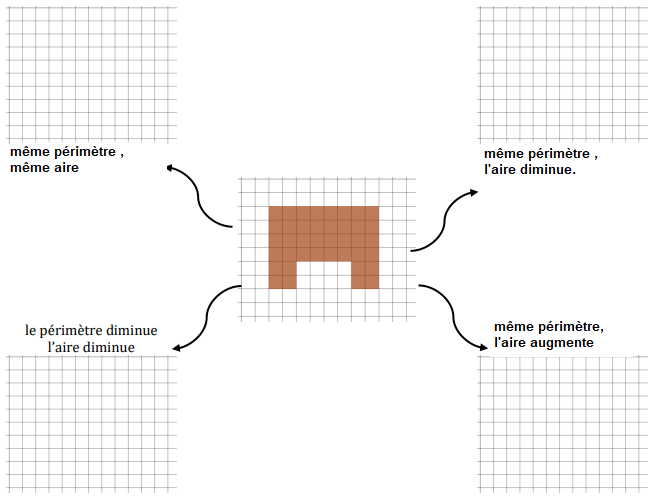 même périmètre ,
même aire
même périmètre ,
l'aire diminue.
le périmètre diminue
l'aire diminue
même périmètre,
l'aire augmente